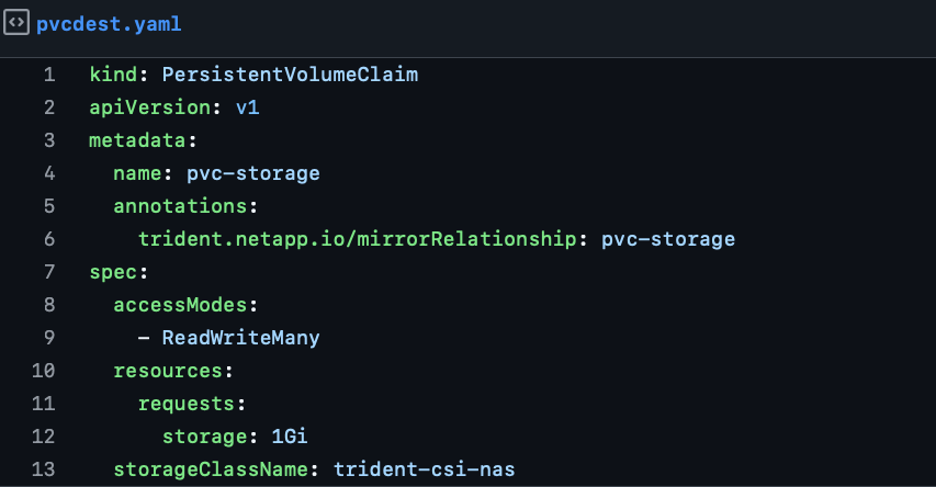 pvcdest.yaml
1 kind: PersistentVolumeClaim
2 apiVersion: v1
3 metadata:
4   name: pvc-storage
5   annotations:
6     trident.netapp.io/mirrorRelationship: pvc-storage
7 spec:
8   accessModes:
9     - ReadWriteMany
10   resources:
11     requests:
12       storage: 1Gi
13   storageClassName: trident-csi-nas